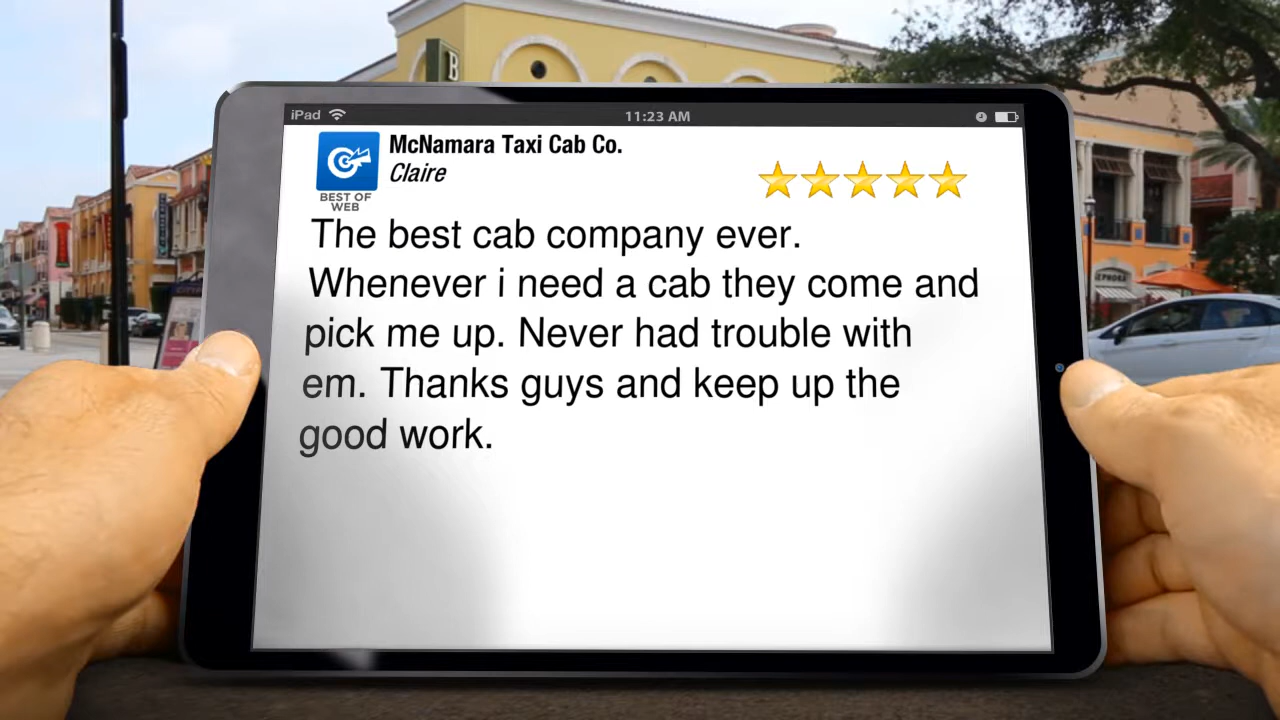 B
iPad
11:23 AM
McNamara Taxi Cab Co.
Claire
BEST OF
WEB
The best cab company ever.
Whenever i need a cab they come and
pick me up. Never had trouble with
em. Thanks guys and keep up the
good work.